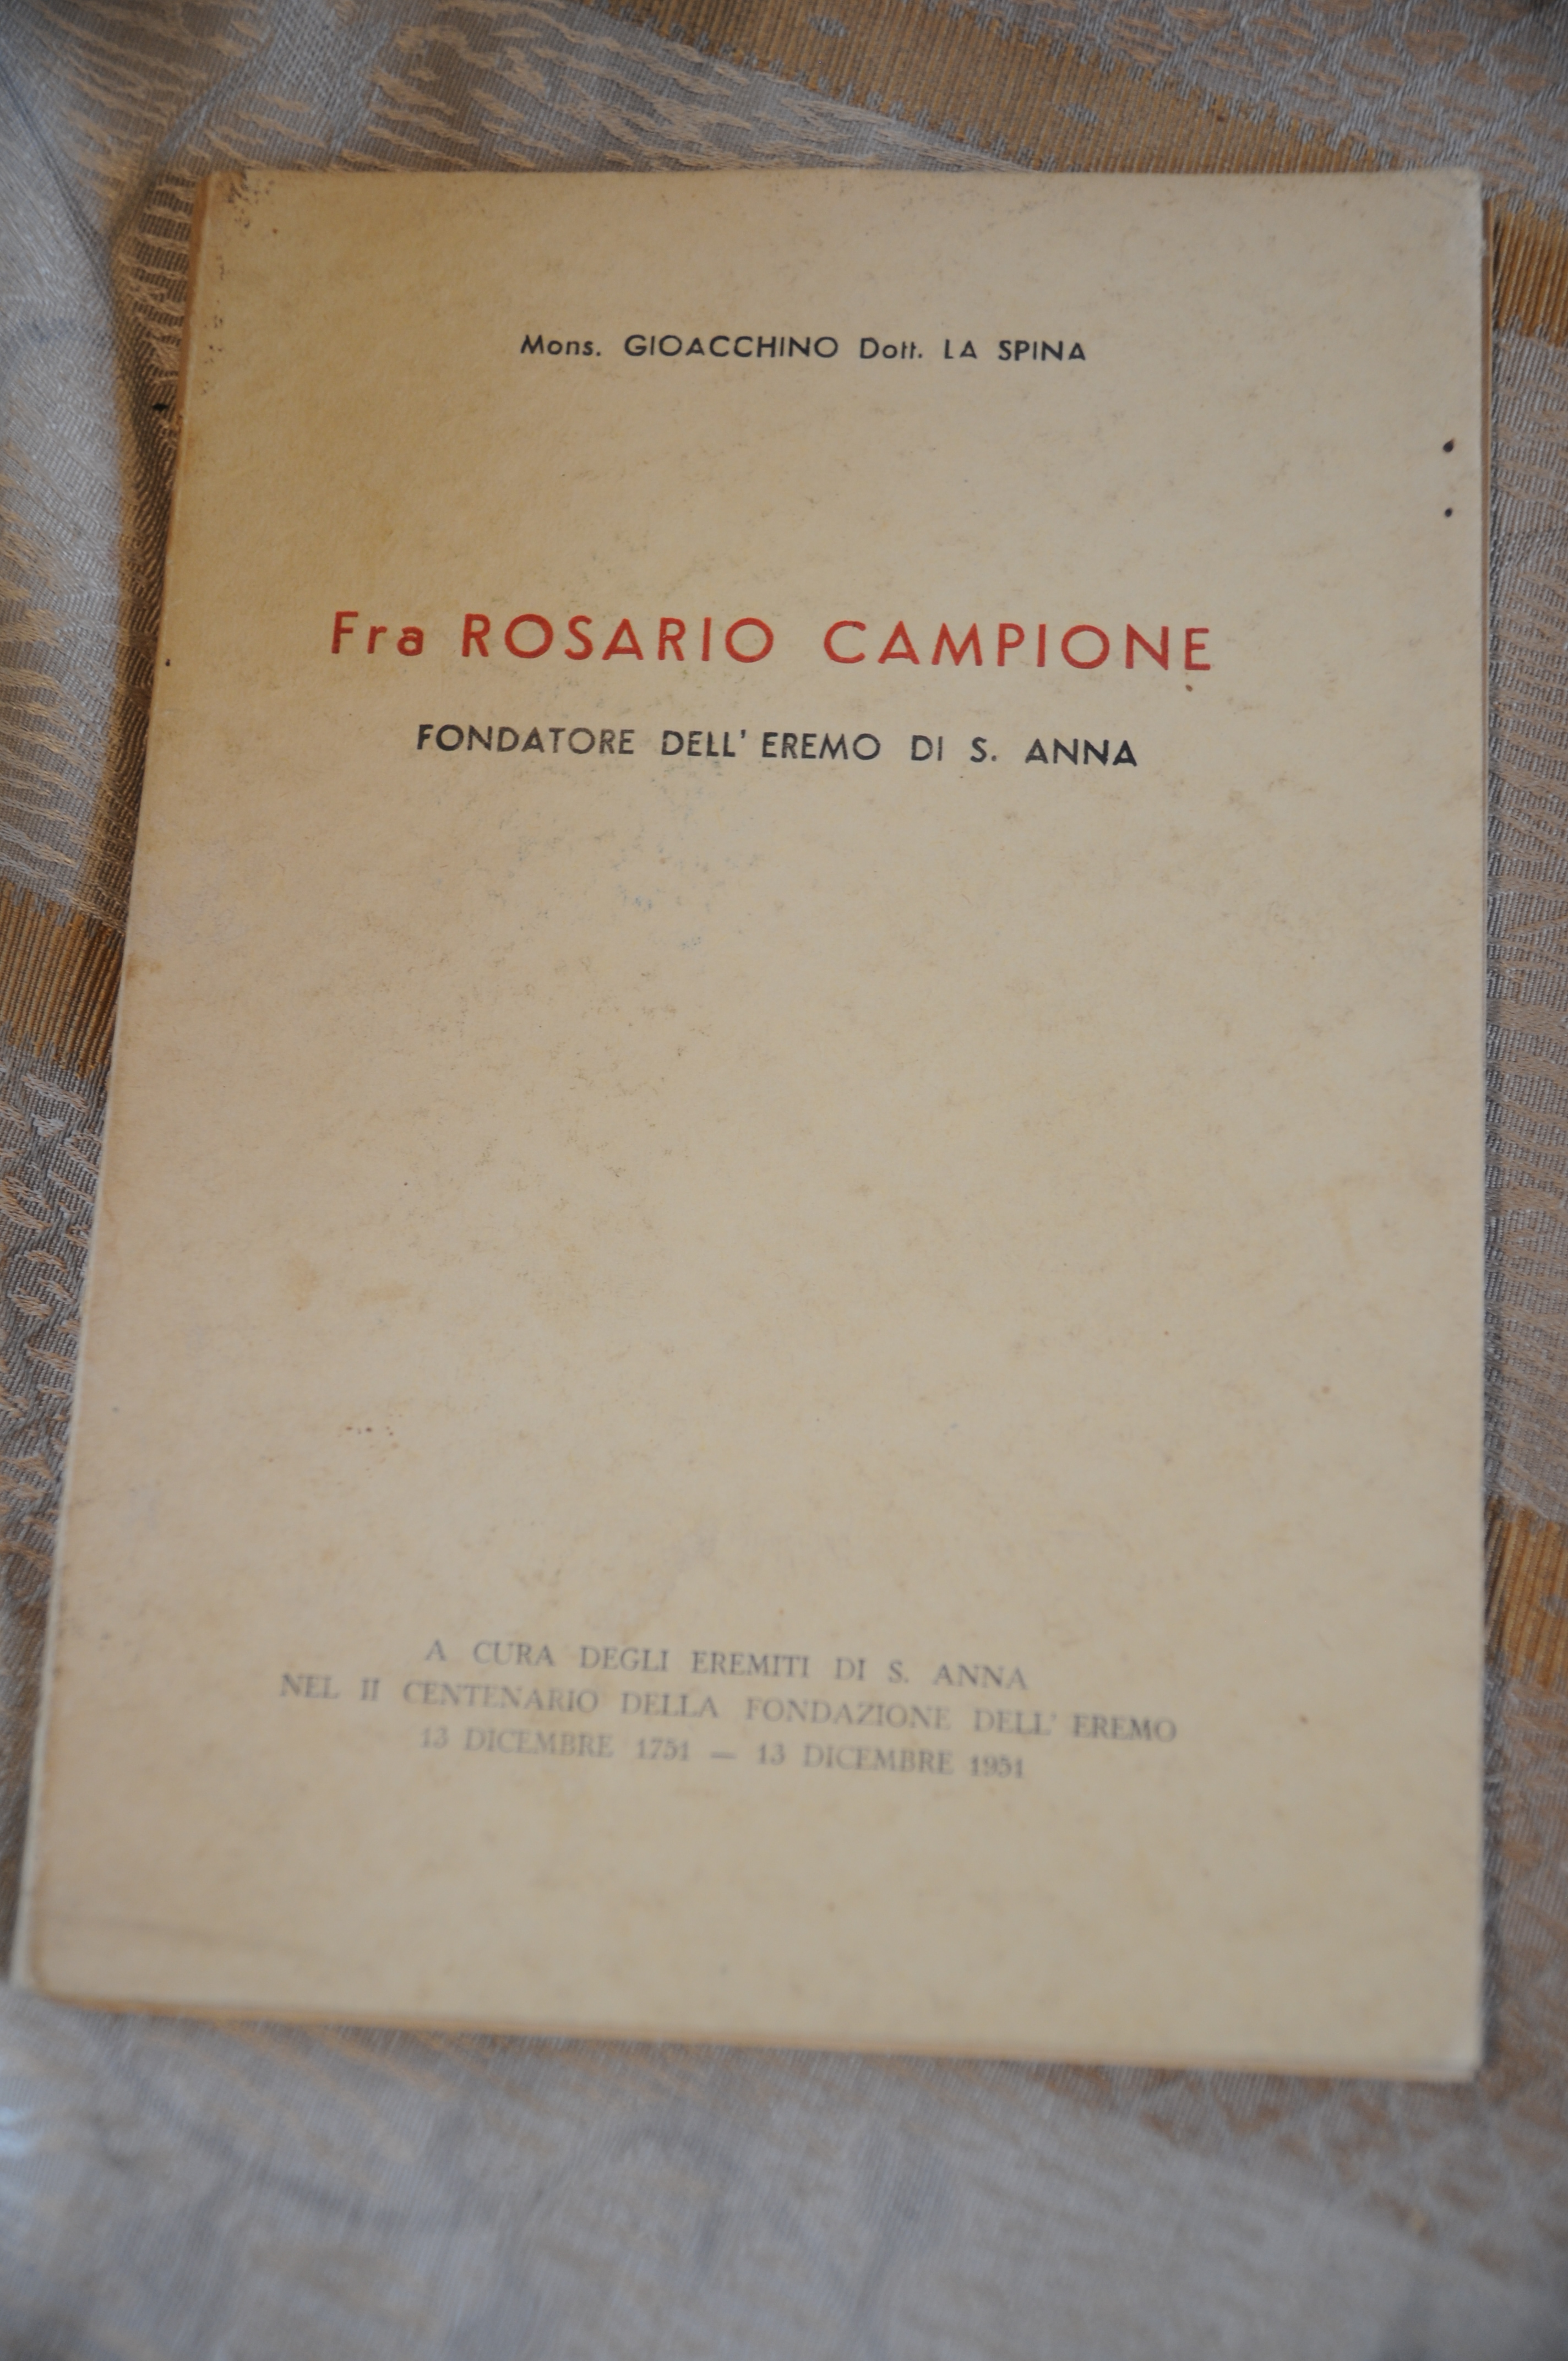 Mons. GIOACCHINO Dott. LA SPINA
Fra ROSARIO CAMPIONE
FONDATORE DELL' EREMO DI S. ANNA
A CURA DEGLI EREMITI DI S. ANNA
NEL II CENTENARIO DELLA FONDAZIONE DELL' EREMO
13 DICEMBRE 1751 — 13 DICEMBRE 1951